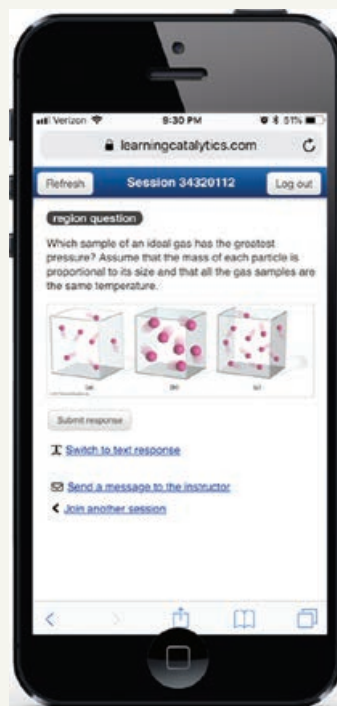 Verizon 9:30 PM 51%
learningcatalytics.com
Refresh Session 34320112 Log out
region question
Which sample of an ideal gas has the greatest
pressure? Assume that the mass of each particle is
proportional to its size and that all the gas samples are
the same temperature.
(a) (b) (c)
Submit response
Switch to text response
Send a message to the instructor
Join another session